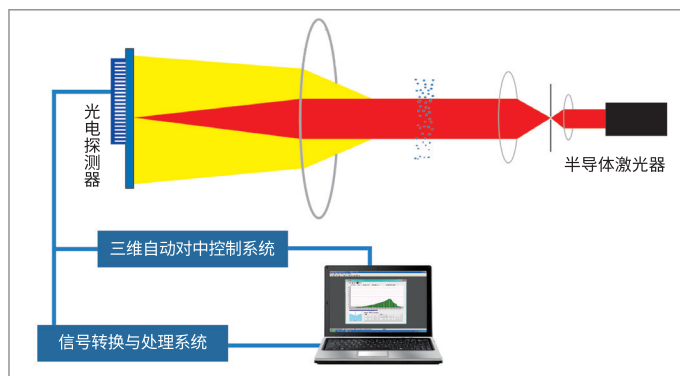 光电探测器
半导体激光器
三维自动对中控制系统
信号转换与处理系统